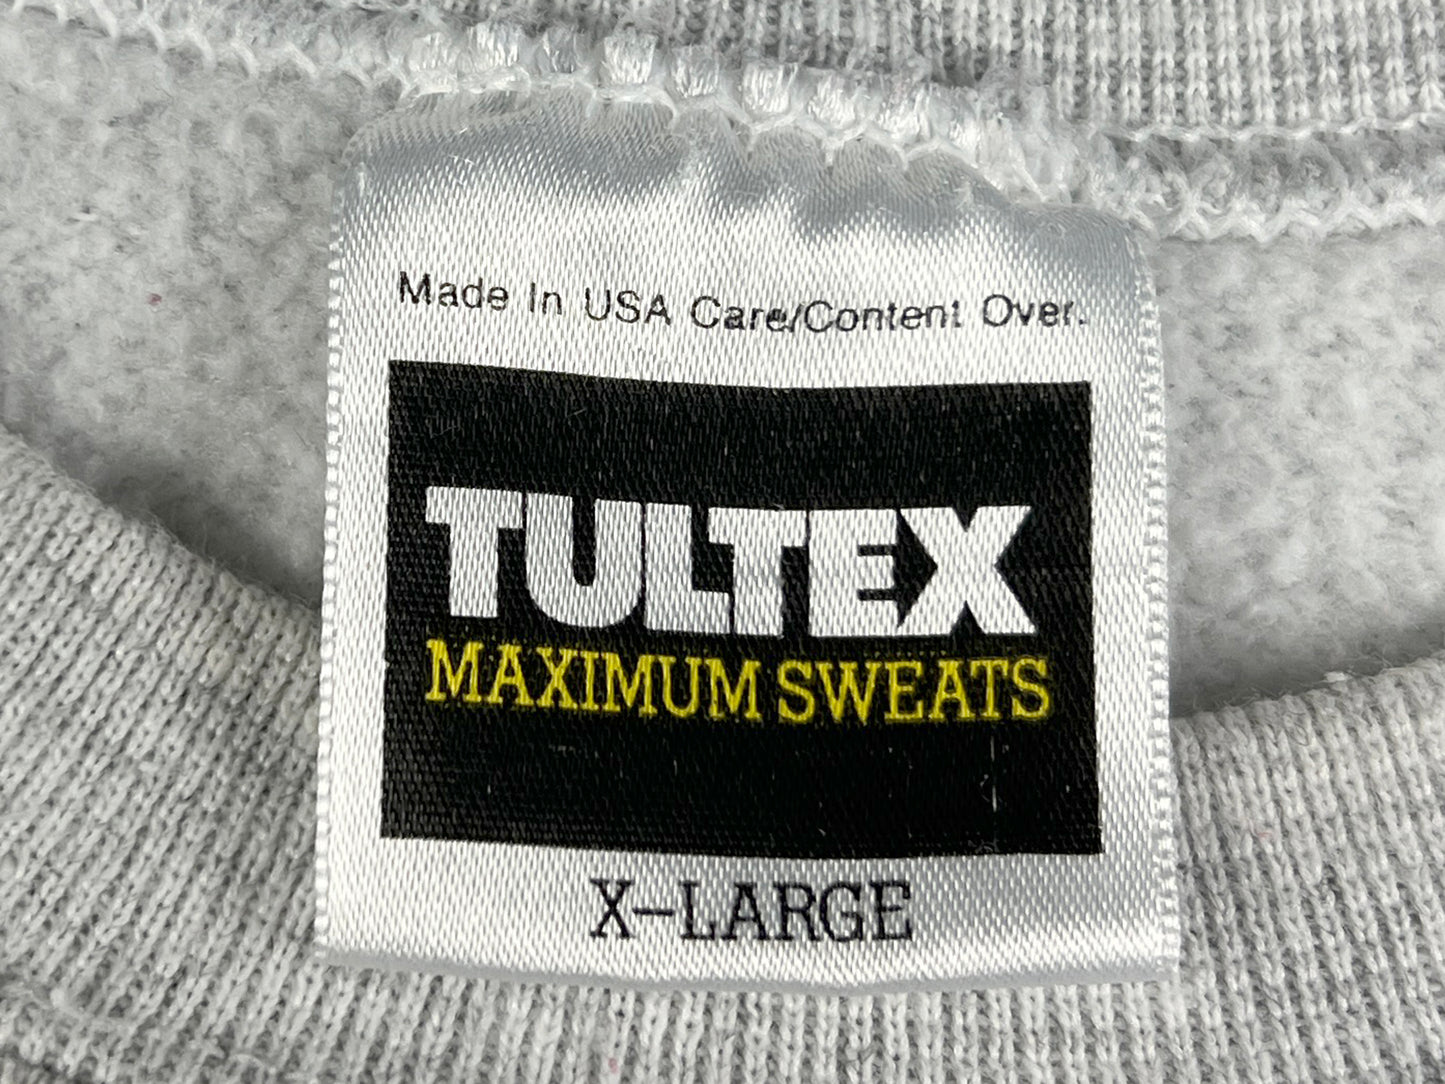 Made In USA Care/Content Over.
TULTEX
MAXIMUM SWEATS
X-LARGE